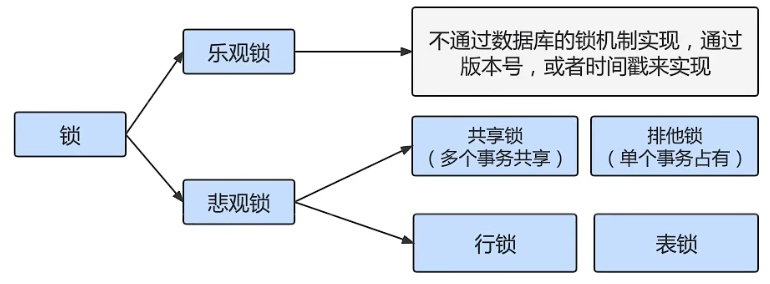 锁
乐观锁
不通过数据库的锁机制实现，通过
版本号，或者时间戳来实现
悲观锁
共享锁
（多个事务共享）
排他锁
（单个事务占有）
行锁
表锁